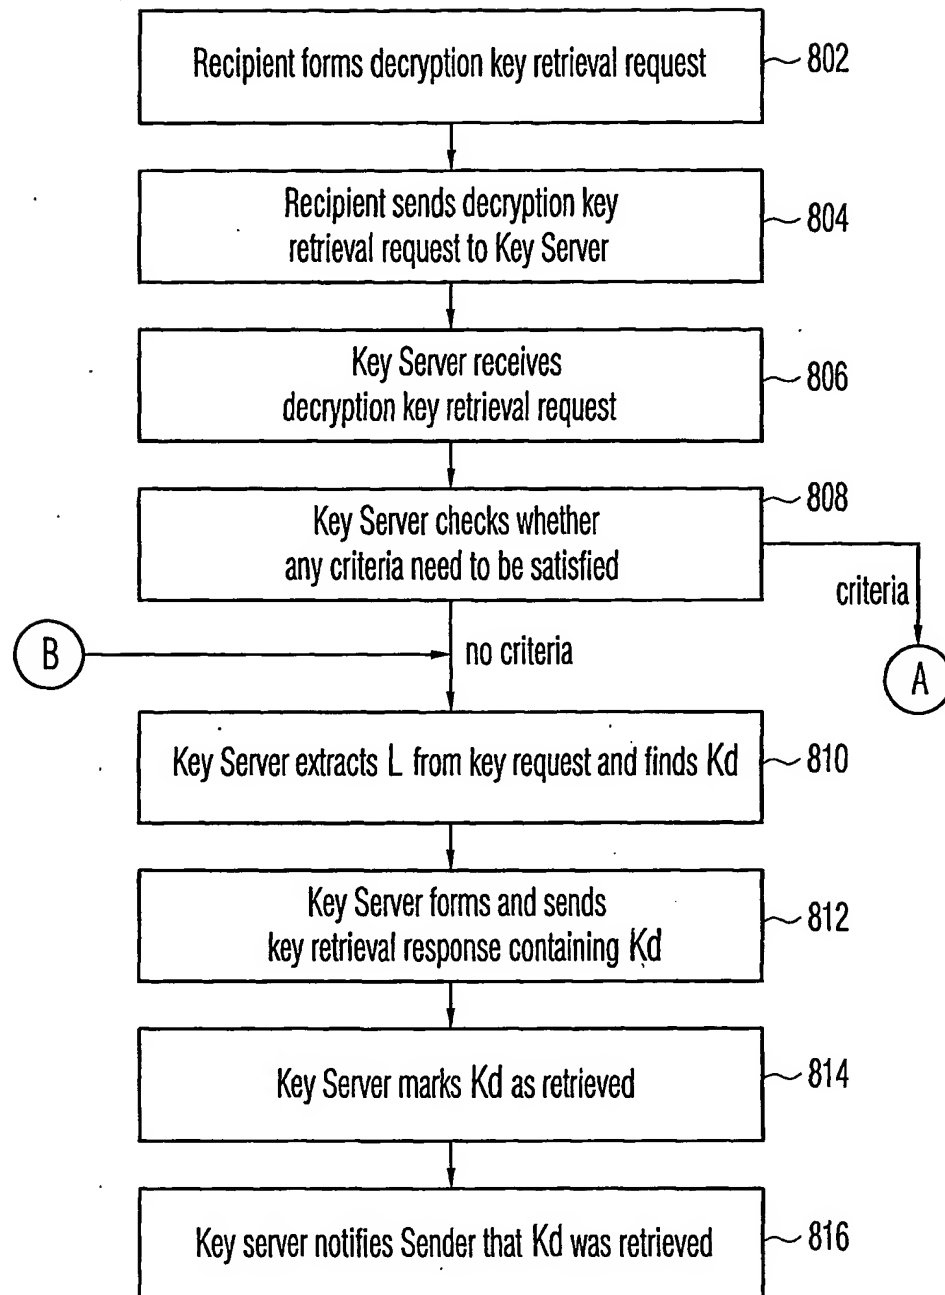 Recipient forms decryption key retrieval request
802
Recipient sends decryption key
retrieval request to Key Server
804
Key Server receives
decryption key retrieval request
806
Key Server checks whether
any criteria need to be satisfied
808
criteria
A
B
no criteria
Key Server extracts L from key request and finds Kd
810
Key Server forms and sends
key retrieval response containing Kd
812
Key Server marks Kd as retrieved
814
Key server notifies Sender that Kd was retrieved
816